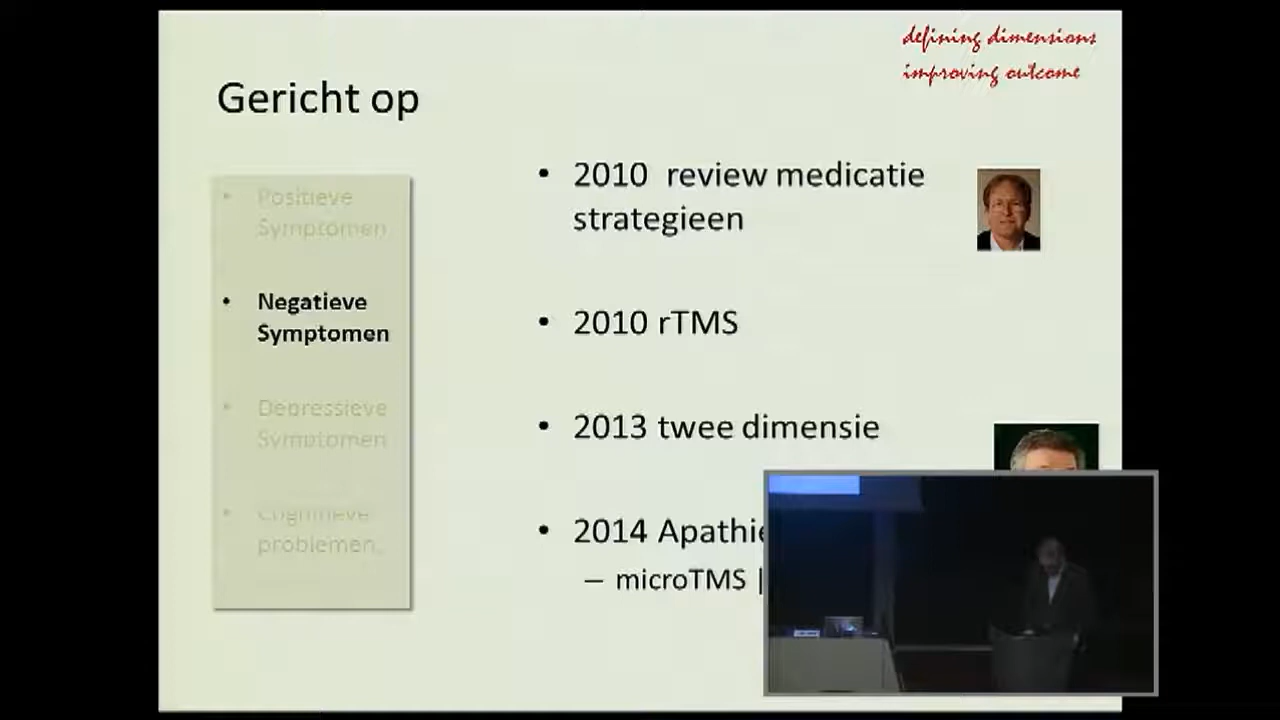 defining dimensions
improving outcome
Gericht op
• Positieve
Symptomen
• Negatieve
Symptomen
• Depressieve
Symptomen
• Cognitieve
problemen
• 2010 review medicatie
strategieen
• 2010 rTMS
• 2013 twee dimensie
• 2014 Apathie
– microTMS |